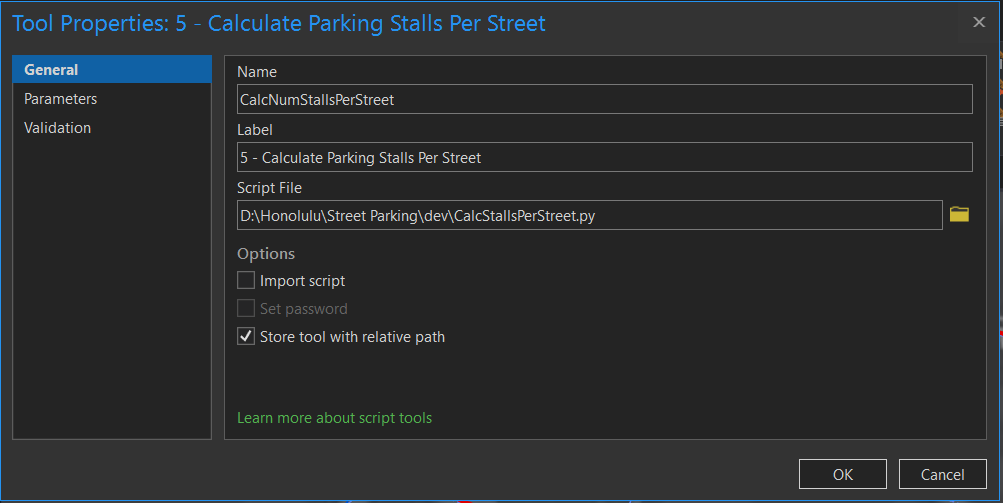 Tool Properties: 5 - Calculate Parking Stalls Per Street
General
Parameters
Validation
Name
CalcNumStallsPerStreet
Label
5 - Calculate Parking Stalls Per Street
Script File
D:\Honolulu\Street Parking\dev\CalcStallsPerStreet.py
Options
Import script
Set password
Store tool with relative path
Learn more about script tools
OK
Cancel